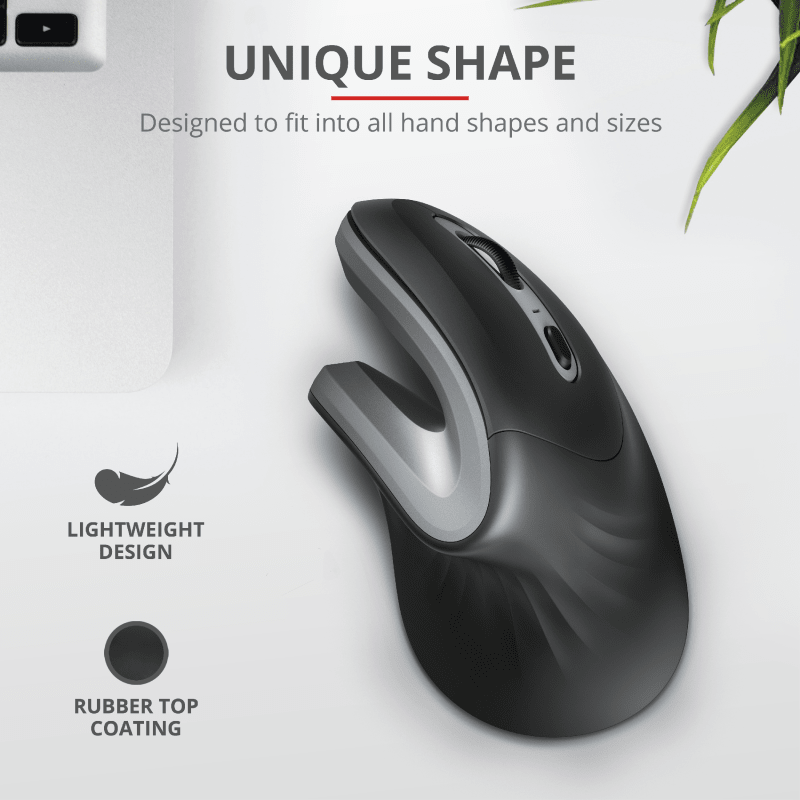 UNIQUE SHAPE
Designed to fit into all hand shapes and sizes
LIGHTWEIGHT
DESIGN
RUBBER TOP
COATING